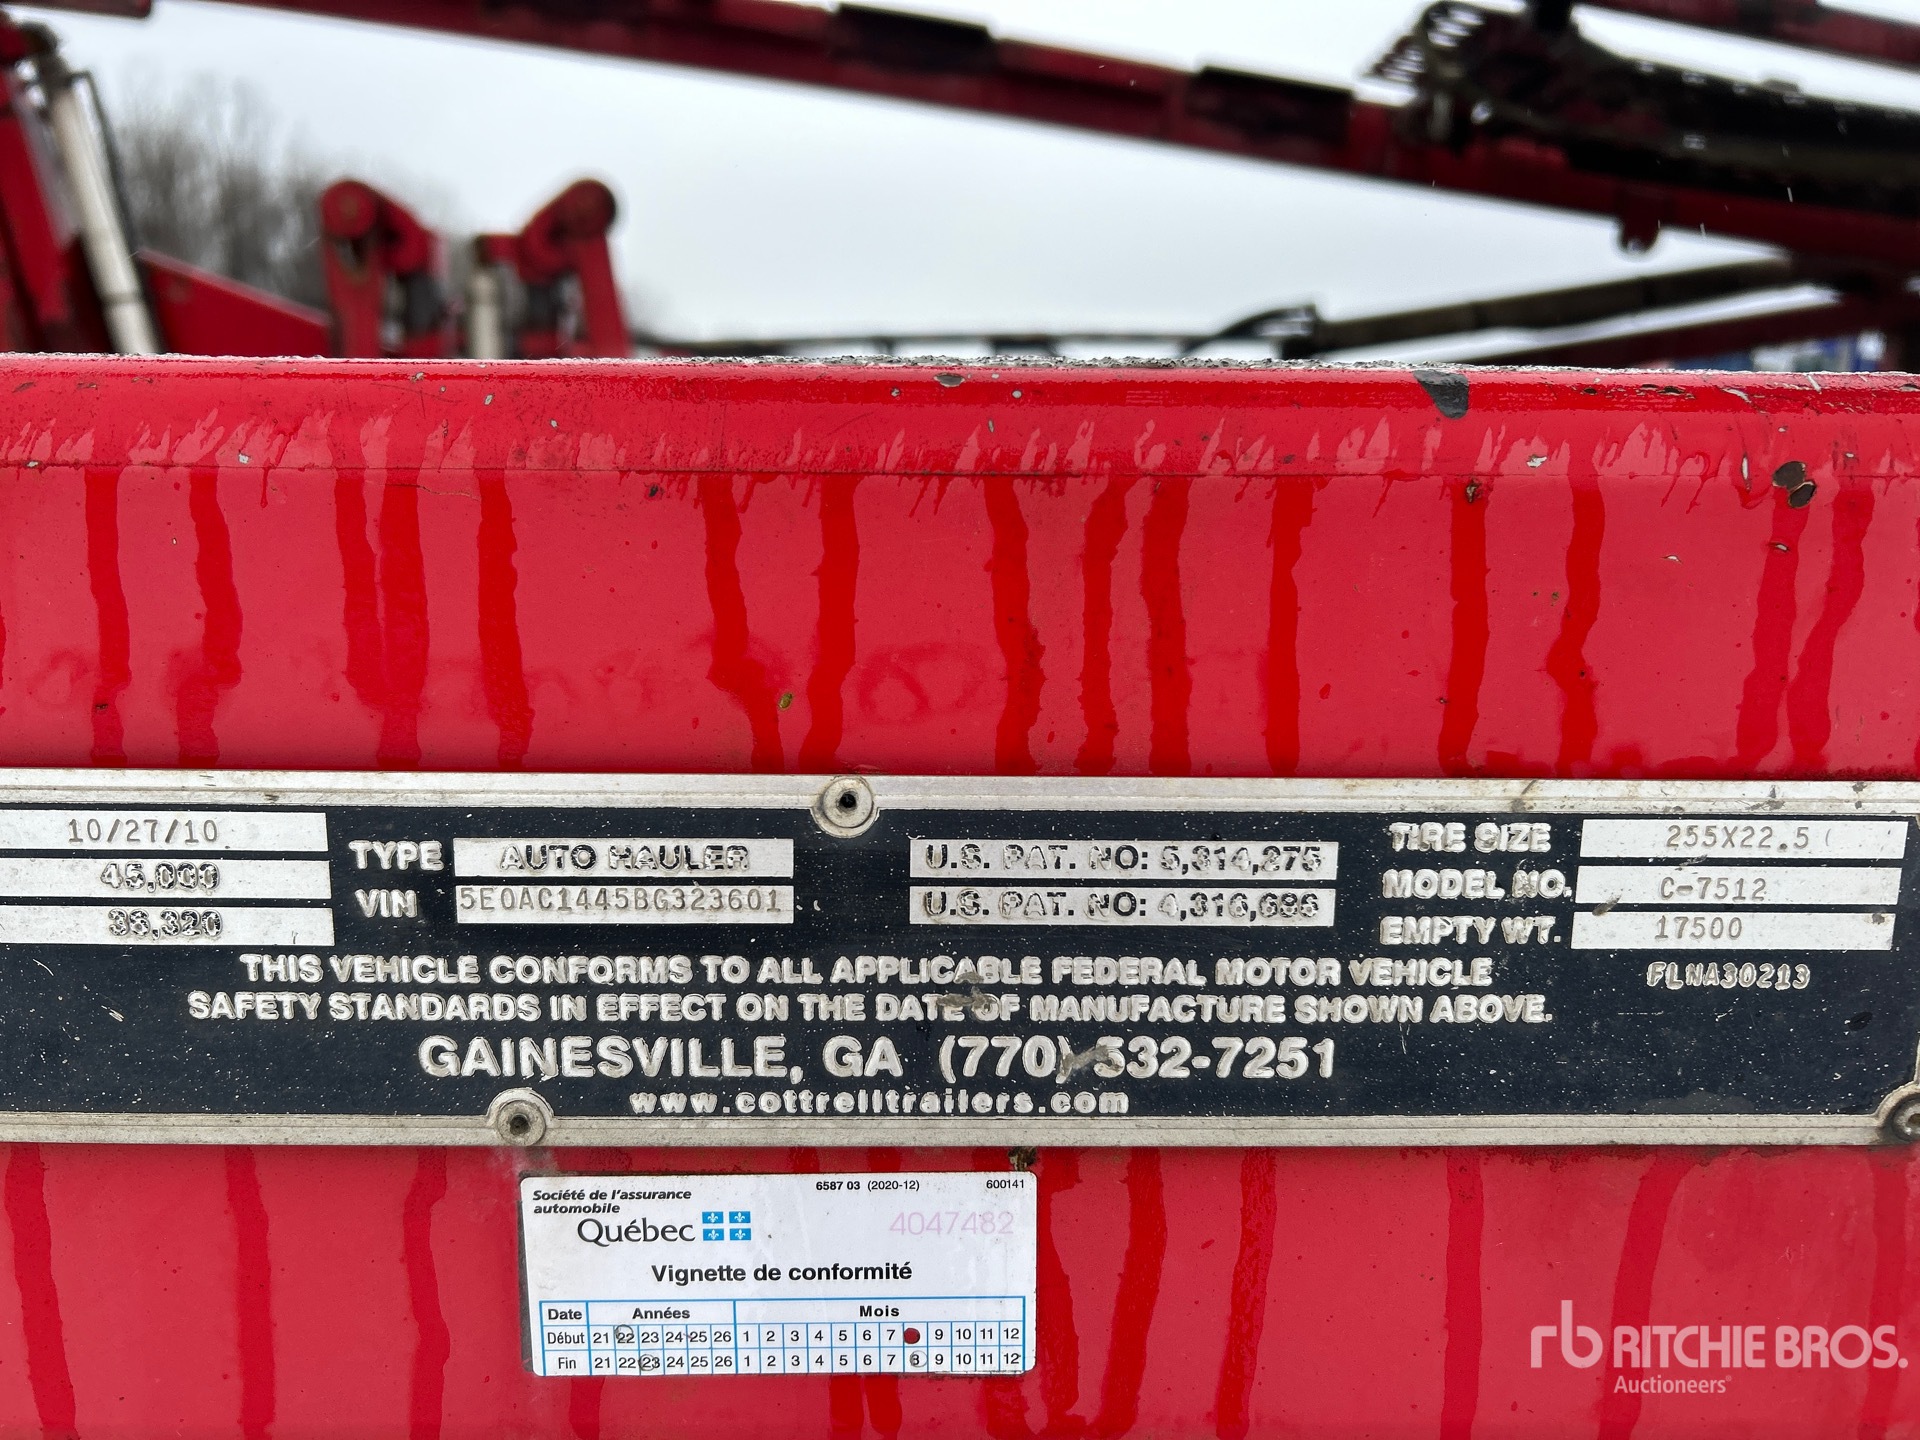 10/27/10
45,000
38,320
TYPE AUTO HAULER
VIN 5E0AC1445BG323601
U.S. PAT. NO: 5,314,275
U.S. PAT. NO: 4,316,686
TIRE SIZE 255X22.5
MODEL NO. C-7512
EMPTY WT. 17500
FLNA30213
THIS VEHICLE CONFORMS TO ALL APPLICABLE FEDERAL MOTOR VEHICLE
SAFETY STANDARDS IN EFFECT ON THE DATE OF MANUFACTURE SHOWN ABOVE.
GAINESVILLE, GA (770) 532-7251
www.cottrelltrailers.com
Société de l'assurance
automobile
Québec
6587 03 (2020-12) 600141
4047482
Vignette de conformité
Date Années Mois
Début 21 22 23 24 25 26 1 2 3 4 5 6 7 9 10 11 12
Fin 21 22 23 24 25 26 1 2 3 4 5 6 7 8 9 10 11 12
rb RITCHIE BROS.
Auctioneers